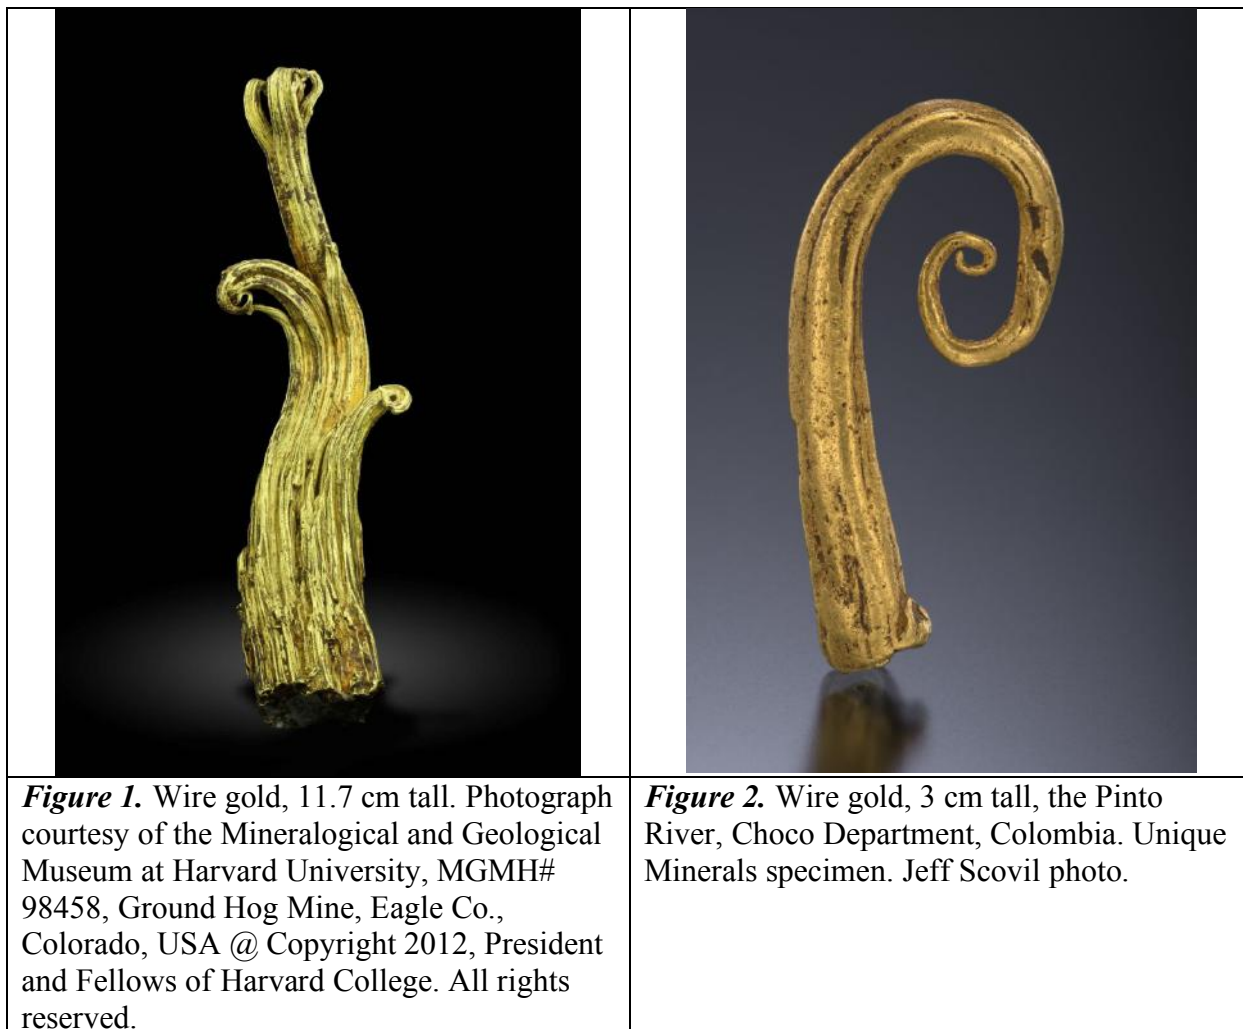 Figure 1. Wire gold, 11.7 cm tall. Photograph
courtesy of the Mineralogical and Geological
Museum at Harvard University, MGMH#
98458, Ground Hog Mine, Eagle Co.,
Colorado, USA @ Copyright 2012, President
and Fellows of Harvard College. All rights
reserved.
Figure 2. Wire gold, 3 cm tall, the Pinto
River, Choco Department, Colombia. Unique
Minerals specimen. Jeff Scovil photo.